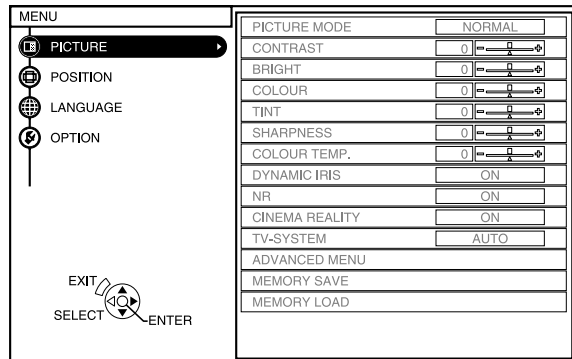 MENU
PICTURE
POSITION
LANGUAGE
OPTION
EXIT
SELECT
ENTER
PICTURE MODE NORMAL
CONTRAST 0
BRIGHT 0
COLOUR 0
TINT 0
SHARPNESS 0
COLOUR TEMP. 0
DYNAMIC IRIS ON
NR ON
CINEMA REALITY ON
TV-SYSTEM AUTO
ADVANCED MENU
MEMORY SAVE
MEMORY LOAD